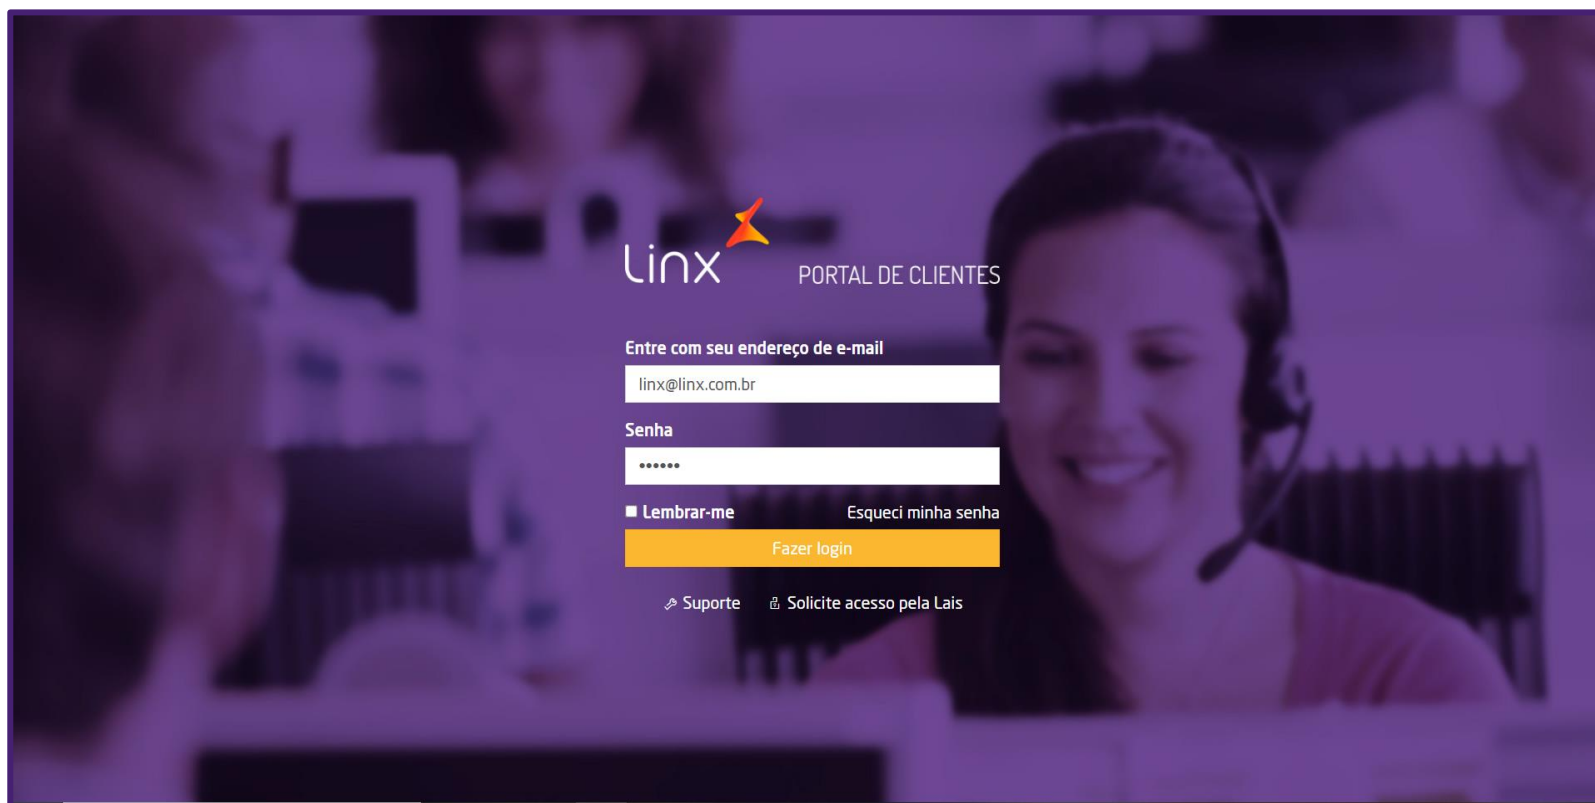 Linx
PORTAL DE CLIENTES
Entre com seu endereço de e-mail
linx@linx.com.br
Senha
••••••
Lembrar-me Esqueci minha senha
Fazer login
Suporte Solicite acesso pela Lais